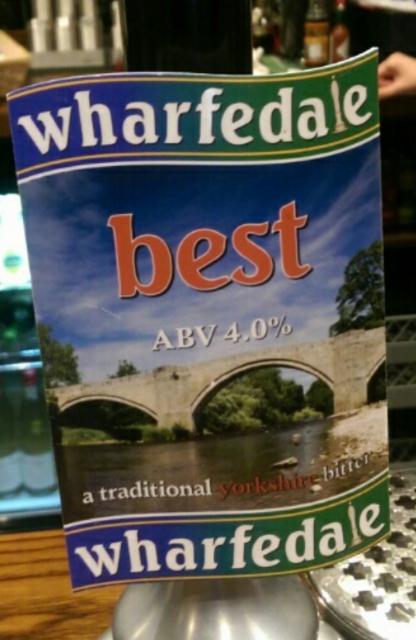 wharfedale
best
ABV 4.0%
a traditional yorkshire bitter
wharfedale